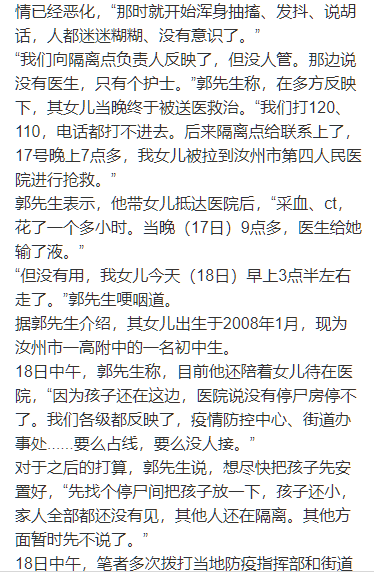 情已经恶化，“那时就开始浑身抽搐、发抖、说胡
话，人都迷迷糊糊、没有意识了。”
“我们向隔离点负责人反映了，但没人管。那边说
没有医生，只有个护士。”郭先生称，在多方反映
下，其女儿当晚终于被送医救治。“我们打120、
110，电话都打不进去。后来隔离点给联系上了，
17号晚上7点多，我女儿被拉到汝州市第四人民医
院进行抢救。”
郭先生表示，他带女儿抵达医院后，“采血、ct，
花了一个多小时。当晚（17日）9点多，医生给她
输了液。”
“但没有用，我女儿今天（18日）早上3点半左右
走了。”郭先生哽咽道。
据郭先生介绍，其女儿出生于2008年1月，现为
汝州市一高附中的一名初中生。
18日中午，郭先生称，目前他还陪着女儿待在医
院，“因为孩子还在这边，医院说没有停尸房停不
了。我们各级都反映了，疫情防控中心、街道办
事处……要么占线，要么没人接。”
对于之后的打算，郭先生说，想尽快把孩子先安
置好，“先找个停尸间把孩子放一下，孩子还小，
家人全部都还没有见，其他人还在隔离。其他方
面暂时先不说了。”
18日中午，笔者多次拨打当地防疫指挥部和街道